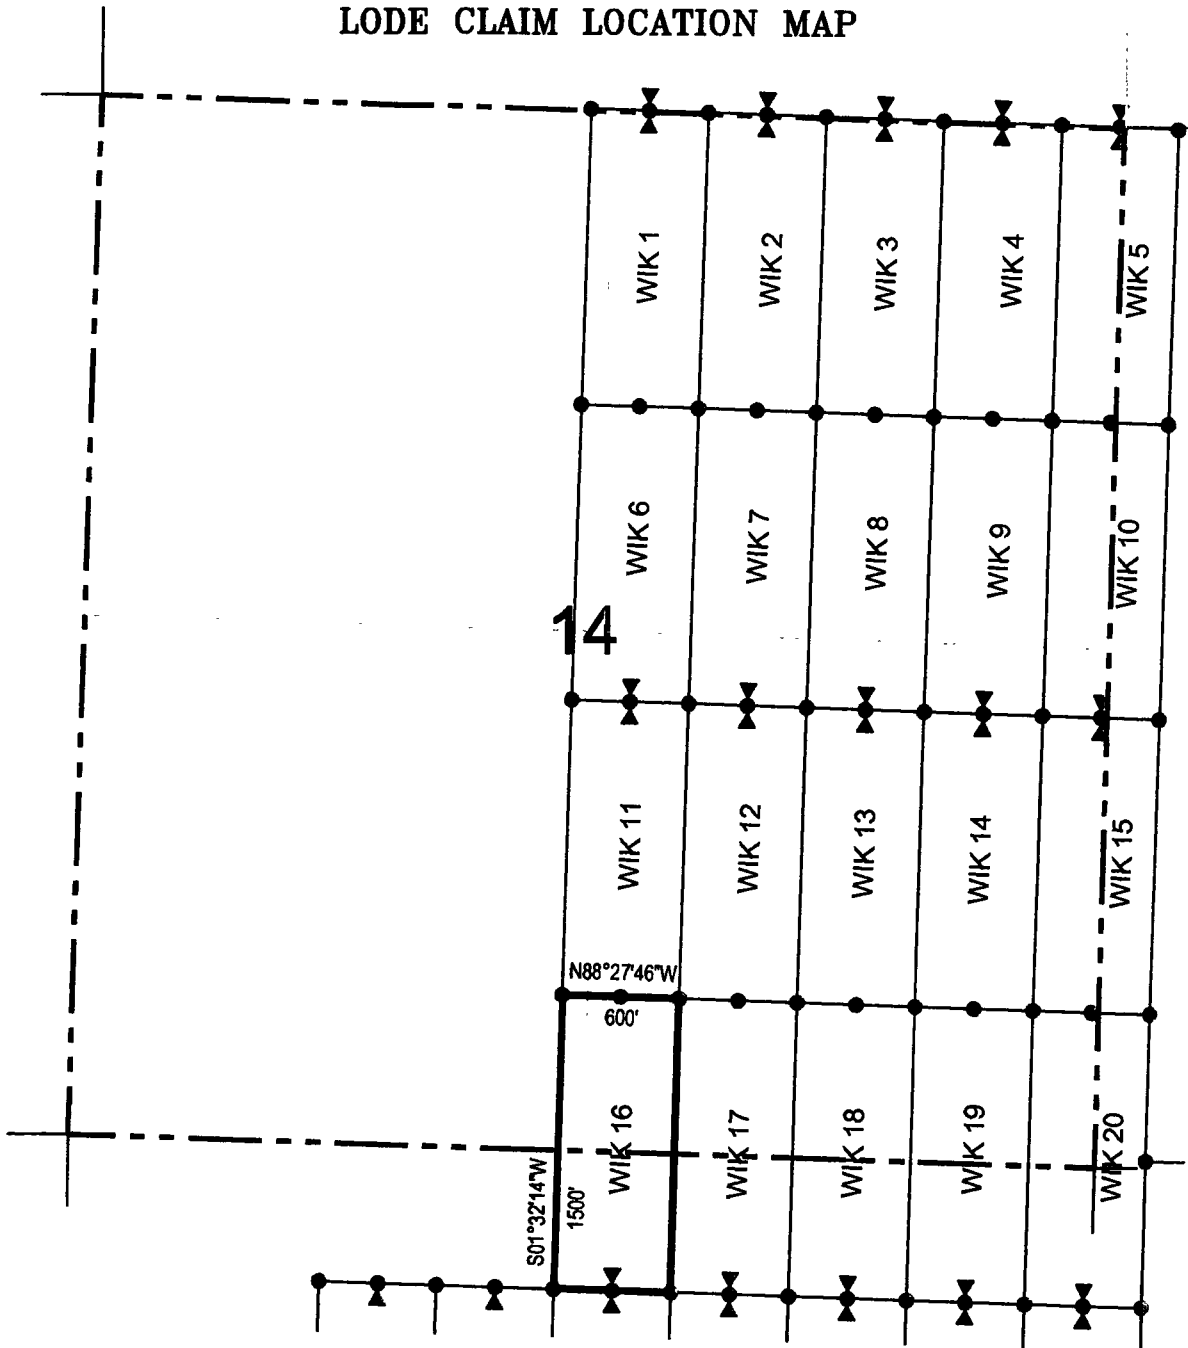 LODE CLAIM LOCATION MAP
WIK 1
WIK 2
WIK 3
WIK 4
WIK 5
WIK 6
WIK 7
WIK 8
WIK 9
WIK 10
14
WIK 11
WIK 12
WIK 13
WIK 14
WIK 15
N88°27'46"W
600'
WIK 16
WIK 17
WIK 18
WIK 19
WIK 20
S01°32'14"W
1500'